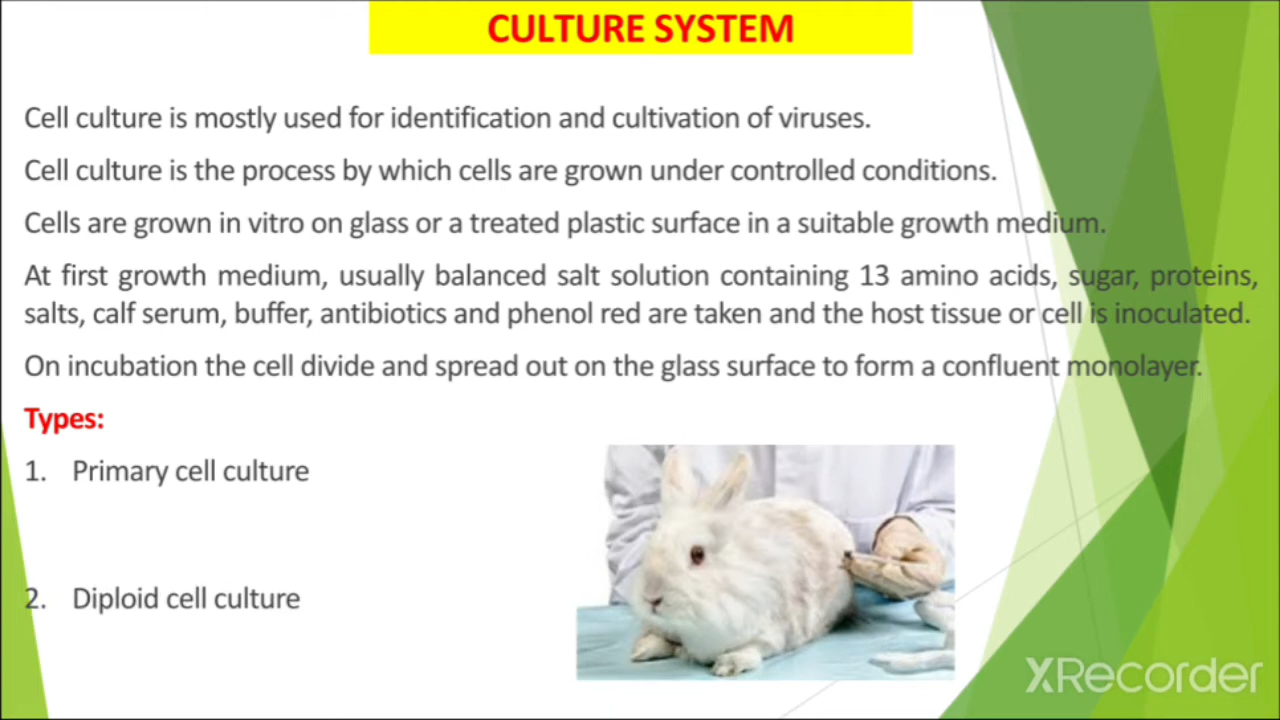 CULTURE SYSTEM
Cell culture is mostly used for identification and cultivation of viruses.
Cell culture is the process by which cells are grown under controlled conditions.
Cells are grown in vitro on glass or a treated plastic surface in a suitable growth medium.
At first growth medium, usually balanced salt solution containing 13 amino acids, sugar, proteins,
salts, calf serum, buffer, antibiotics and phenol red are taken and the host tissue or cell is inoculated.
On incubation the cell divide and spread out on the glass surface to form a confluent monolayer.
Types:
1. Primary cell culture
2. Diploid cell culture
XRecorder